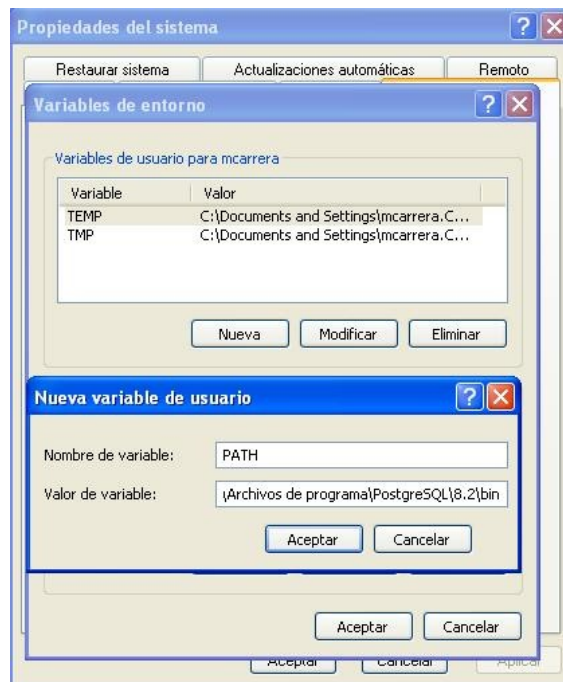 Propiedades del sistema
Restaurar sistema Actualizaciones automáticas Remoto
Variables de entorno
Variables de usuario para mcarrera
Variable Valor
TEMP C:\Documents and Settings\mcarrera.C...
TMP C:\Documents and Settings\mcarrera.C...
Nueva Modificar Eliminar
Nueva variable de usuario
Nombre de variable: PATH
Valor de variable: \Archivos de programa\PostgreSQL\8.2\bin
Aceptar Cancelar
Aceptar Cancelar
Aceptar Cancelar Aplicar